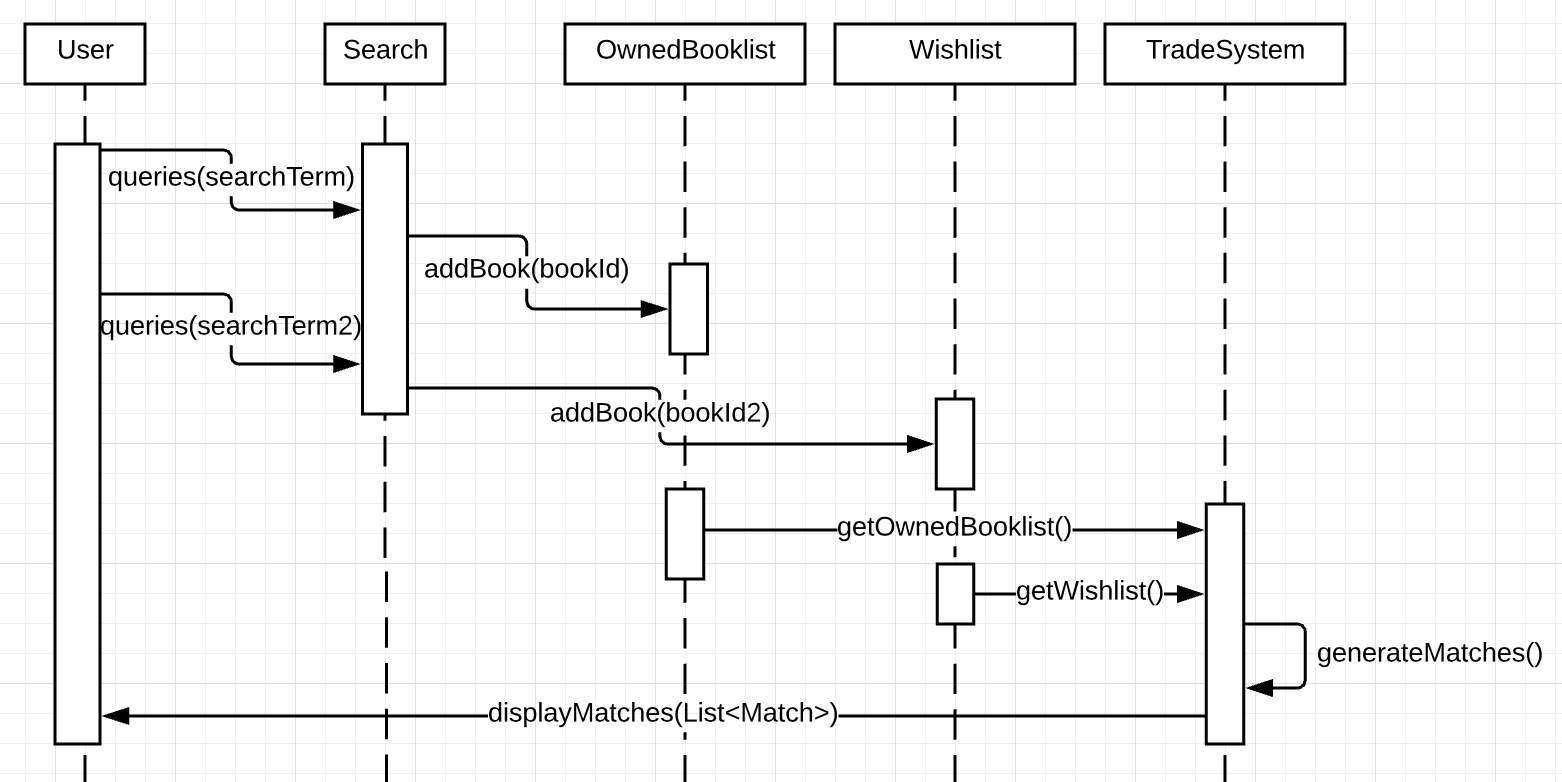 User
Search
OwnedBooklist
Wishlist
TradeSystem
queries(searchTerm)
addBook(bookId)
queries(searchTerm2)
addBook(bookId2)
getOwnedBooklist()
getWishlist()
generateMatches()
displayMatches(List<Match>)